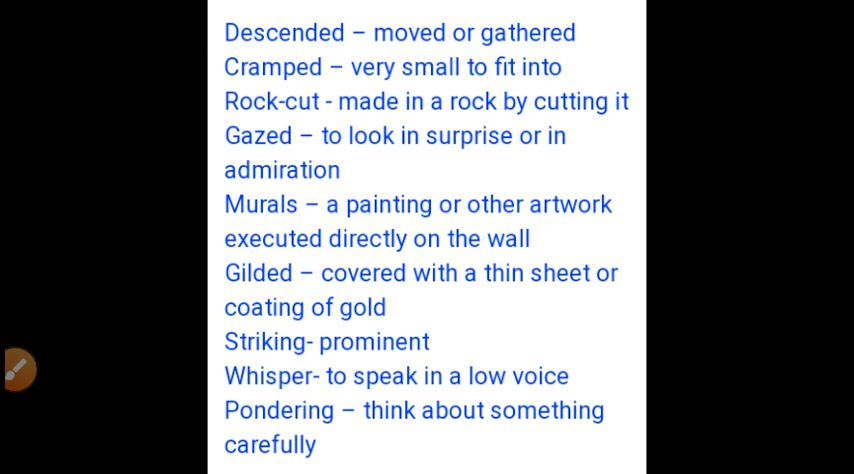 Descended – moved or gathered
Cramped – very small to fit into
Rock-cut - made in a rock by cutting it
Gazed – to look in surprise or in
admiration
Murals – a painting or other artwork
executed directly on the wall
Gilded – covered with a thin sheet or
coating of gold
Striking- prominent
Whisper- to speak in a low voice
Pondering – think about something
carefully